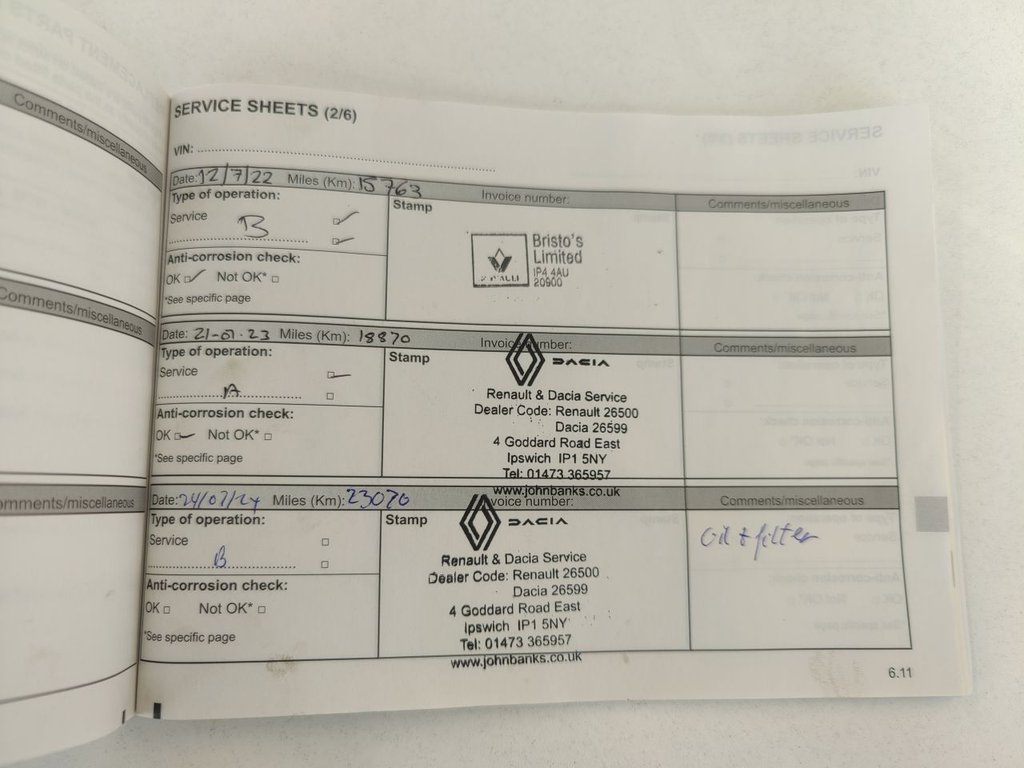 Comments/miscellaneous
Comments/miscellaneous
omments/miscellaneous
SERVICE SHEETS (2/6)
VIN:
Date: 12/7/22 Miles (Km): 15763 Invoice number: Comments/miscellaneous
Type of operation:
Stamp
Service
B
Bristo's
Limited
IP4 4AU
20900
Anti-corrosion check:
OK Not OK*
*See specific page
Date: 21-07-23 Miles (Km): 18870 Invoice number: Comments/miscellaneous
Type of operation:
Stamp
DACIA
Service
A
Renault & Dacia Service
Dealer Code: Renault 26500
Dacia 26599
4 Goddard Road East
Ipswich IP1 5NY
Tel: 01473 365957
www.johnbanks.co.uk
Anti-corrosion check:
OK Not OK*
*See specific page
Date: 24/07/24 Miles (Km): 23070 voice number: Comments/miscellaneous
Type of operation:
Stamp
DACIA
Oil & filter
Service
B
Renault & Dacia Service
Dealer Code: Renault 26500
Dacia 26599
4 Goddard Road East
Ipswich IP1 5NY
Tel: 01473 365957
www.johnbanks.co.uk
Anti-corrosion check:
OK Not OK*
*See specific page
6.11